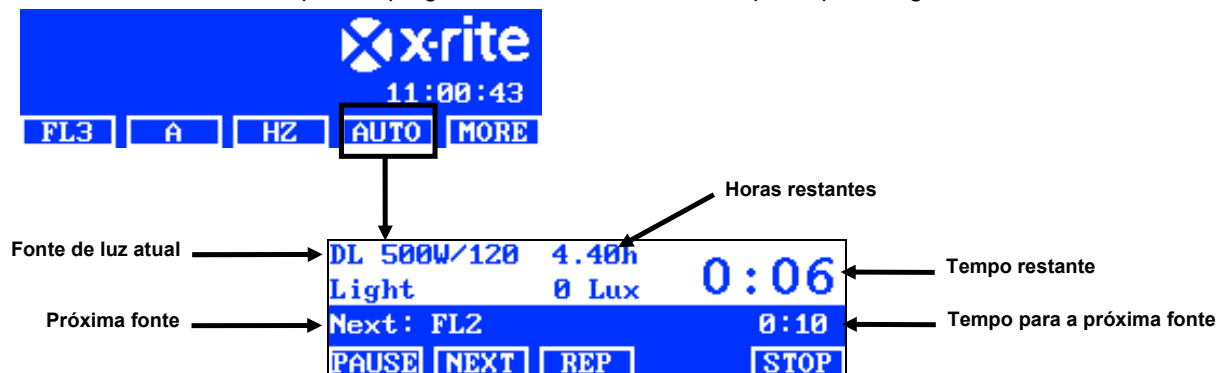 x·rite
11:00:43
FL3 A HZ AUTO MORE
Horas restantes
Fonte de luz atual
DL 500W/120 4.40h
0:06
Tempo restante
Light 0 Lux
Próxima fonte
Next: FL2 0:10
Tempo para a próxima fonte
PAUSE NEXT REP STOP